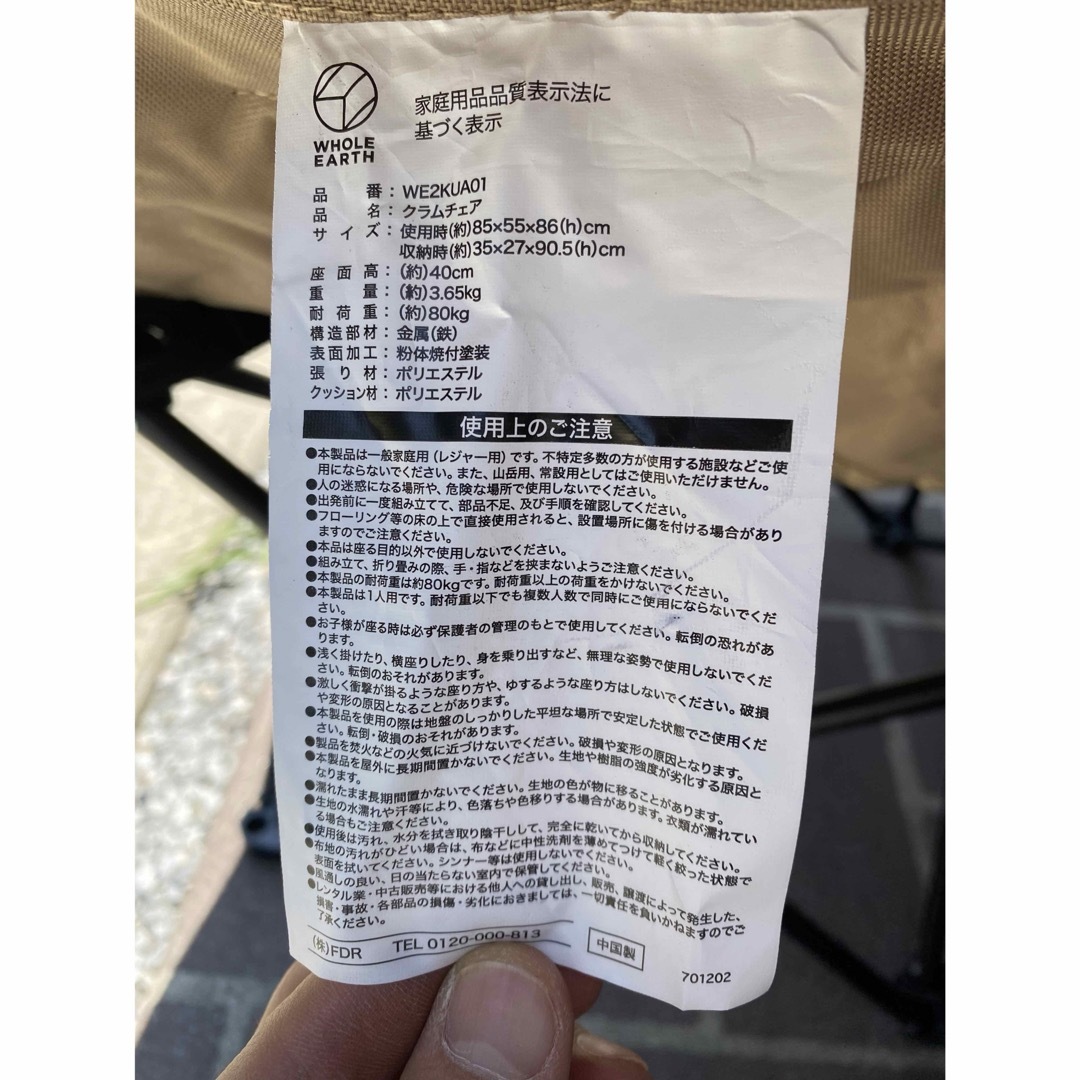 WHOLE
EARTH
家庭用品品質表示法に
基づく表示
品番：WE2KUA01
品名：クラムチェア
サイズ：使用時(約)85×55×86(h)cm
収納時(約)35×27×90.5(h)cm
座面高：(約)40cm
重量：(約)3.65kg
耐荷重：(約)80kg
構造部材：金属(鉄)
表面加工：粉体焼付塗装
張り材：ポリエステル
クッション材：ポリエステル
使用上のご注意
●本製品は一般家庭用(レジャー用)です。不特定多数の方が使用する施設などご使
用にならないでください。また、山岳用、常設用としてはご使用いただけません。
●人の迷惑になる場所や、危険な場所で使用しないでください。
●出発前に一度組み立てて、部品不足、及び手順を確認してください。
●フローリング等の床の上で直接使用されると、設置場所に傷を付ける場合があり
ますのでご注意ください。
●本品は座る目的以外で使用しないでください。
●組み立て、折り畳みの際、手・指などを挟まないようご注意ください。
●本製品の耐荷重は約80kgです。耐荷重以上の荷重をかけないでください。
●本製品は1人用です。耐荷重以下でも複数人数で同時にご使用にならないでくだ
さい。
●お子様が座る時は必ず保護者の管理のもとで使用してください。転倒の恐れがあ
ります。
●浅く掛けたり、横座りしたり、身を乗り出すなど、無理な姿勢で使用しないでくだ
さい。転倒のおそれがあります。
●激しく衝撃が掛るような座り方や、ゆするような座り方はしないでください。破損
や変形の原因となることがあります。
●本製品を使用の際は地盤のしっかりした平坦な場所で安定した状態でご使用くだ
さい。転倒・破損のおそれがあります。
●製品を焚火などの火気に近づけないでください。破損や変形の原因となります。
●本製品を屋外に長期間置かないでください。生地や樹脂の強度が劣化する原因と
なります。
●濡れたまま長期間置かないでください。生地の色が物に移ることがあります。
●生地の水濡れや汗等により、色落ちや色移りする場合があります。衣類が濡れてい
る場合もご注意ください。
●使用後は汚れ、水分を拭き取り陰干しして、完全に乾いてから収納してください。
●布地の汚れがひどい場合は、布などに中性洗剤を薄めてつけて軽く絞った状態で
表面を拭いてください。シンナー等は使用しないでください。
●風通しの良い、日の当たらない室内で保管してください。
●レンタル業・中古販売等における他人への貸し出し、販売、譲渡によって発生した、
損害・事故・各部品の損傷・劣化におきましては、一切責任を負いかねますのでご
了承ください。
(株)FDR TEL 0120-000-813 中国製
701202